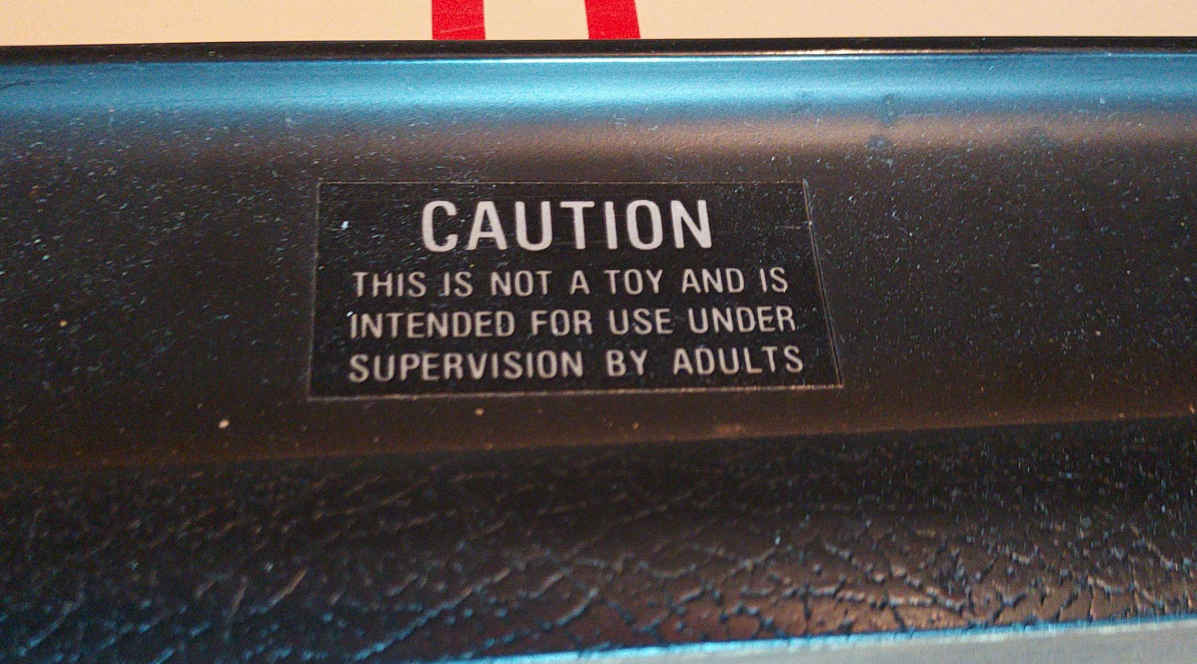 CAUTION
THIS IS NOT A TOY AND IS
INTENDED FOR USE UNDER
SUPERVISION BY ADULTS